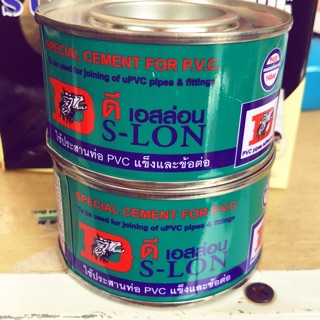 SPECIAL CEMENT FOR P.V.C.
To be used for joining of uPVC pipes & fittings
D ดี เอสล่อน
S-LON
ใช้ประสานท่อ PVC แข็งและข้อต่อ
SPECIAL CEMENT FOR P.V.C.
To be used for joining of uPVC pipes & fittings
D ดี เอสล่อน
S-LON
ใช้ประสานท่อ PVC แข็งและข้อต่อ